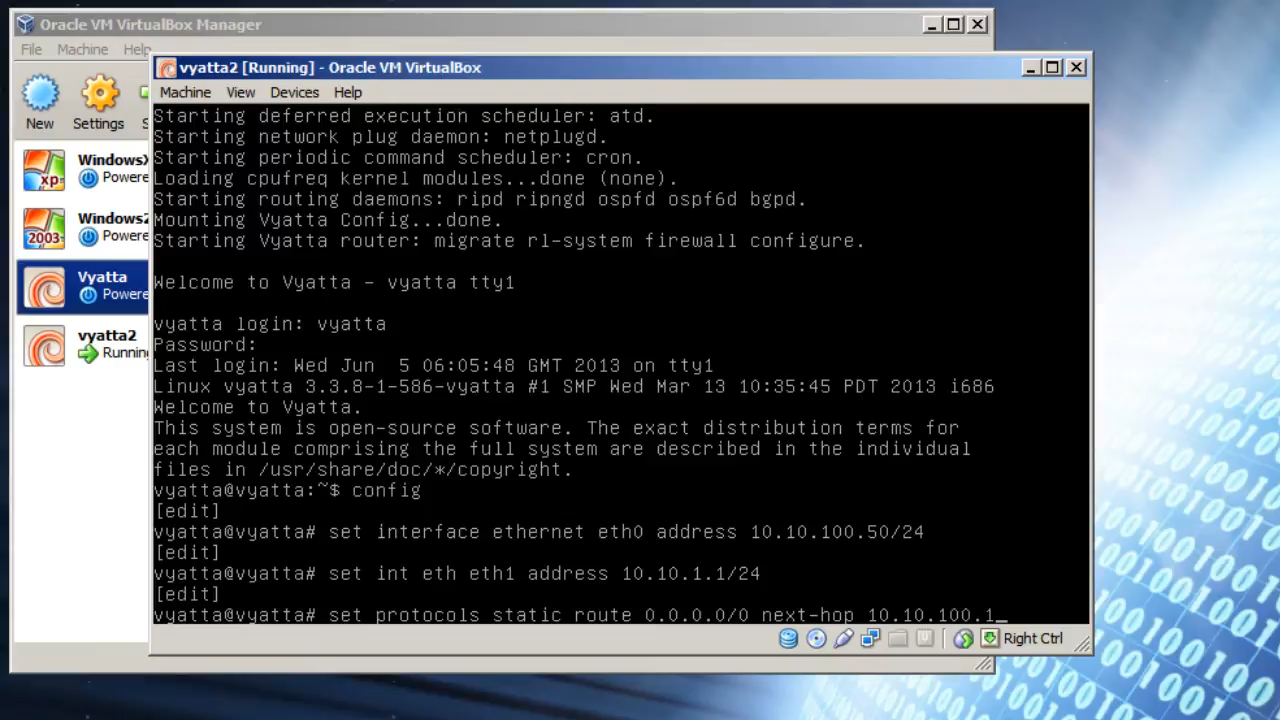 Oracle VM VirtualBox Manager
File Machine Help
New Settings S
WindowsX
Powere
Windows2
Powere
Vyatta
Powere
vyatta2
Running
xp
2003
vyatta2 [Running] - Oracle VM VirtualBox
Machine View Devices Help
Starting deferred execution scheduler: atd.
Starting network plug daemon: netplugd.
Starting periodic command scheduler: cron.
Loading cpufreq kernel modules...done (none).
Starting routing daemons: ripd ripngd ospfd ospf6d bgpd.
Mounting Vyatta Config...done.
Starting Vyatta router: migrate rl-system firewall configure.
Welcome to Vyatta - vyatta tty1
vyatta login: vyatta
Password:
Last login: Wed Jun 5 06:05:48 GMT 2013 on tty1
Linux vyatta 3.3.8-1-586-vyatta #1 SMP Wed Mar 13 10:35:45 PDT 2013 i686
Welcome to Vyatta.
This system is open-source software. The exact distribution terms for
each module comprising the full system are described in the individual
files in /usr/share/doc/*/copyright.
vyatta@vyatta:~$ config
[edit]
vyatta@vyatta# set interface ethernet eth0 address 10.10.100.50/24
[edit]
vyatta@vyatta# set int eth eth1 address 10.10.1.1/24
[edit]
vyatta@vyatta# set protocols static route 0.0.0.0/0 next-hop 10.10.100.1_
Right Ctrl